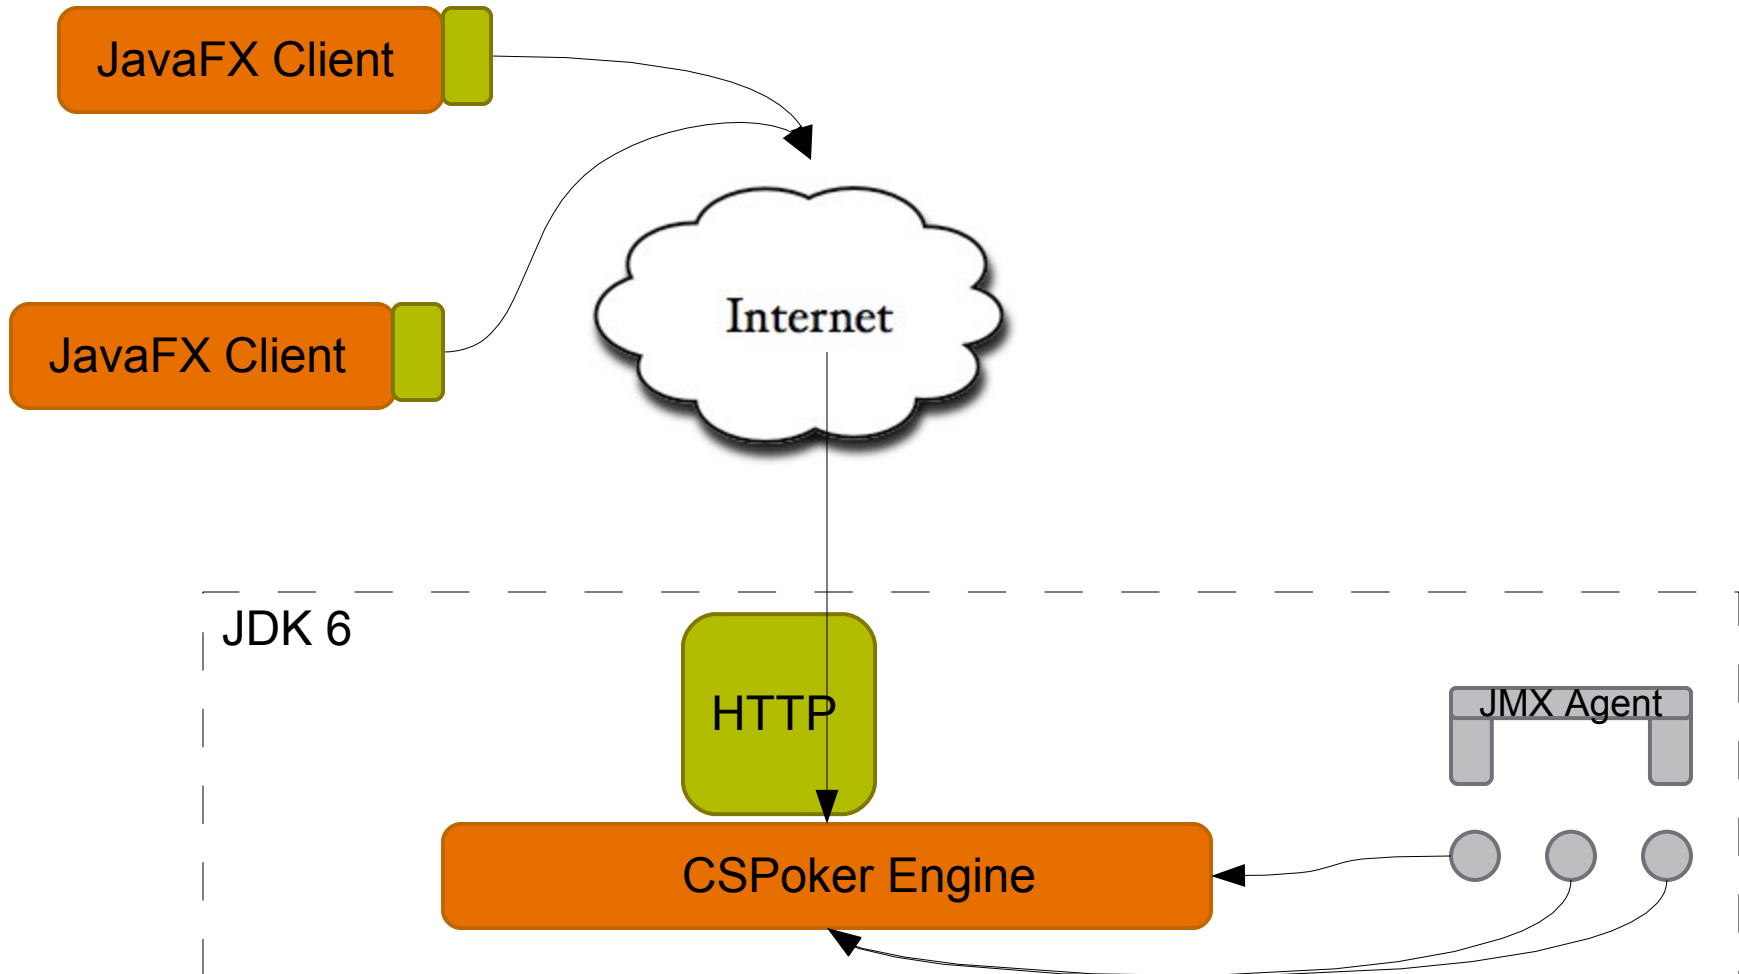 JavaFX Client
Internet
JavaFX Client
JDK 6
HTTP
JMX Agent
CSPoker Engine